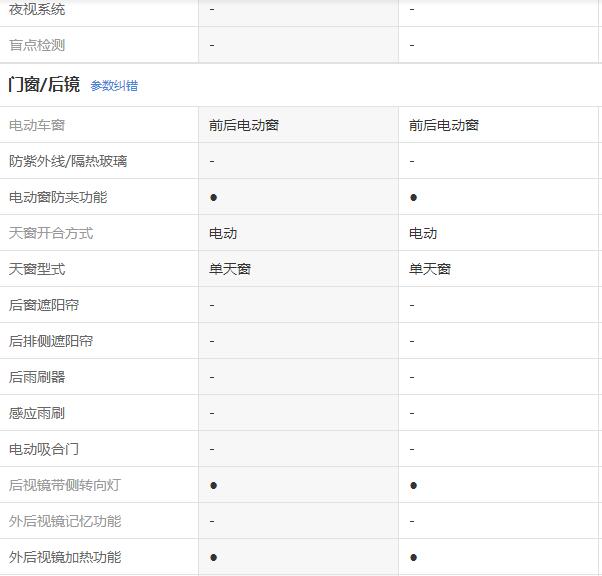 夜视系统 - -
盲点检测 - -
门窗/后镜 参数纠错
电动车窗 前后电动窗 前后电动窗
防紫外线/隔热玻璃 - -
电动窗防夹功能 ● ●
天窗开合方式 电动 电动
天窗型式 单天窗 单天窗
后窗遮阳帘 - -
后排侧遮阳帘 - -
后雨刷器 - -
感应雨刷 - -
电动吸合门 - -
后视镜带侧转向灯 ● ●
外后视镜记忆功能 - -
外后视镜加热功能 ● ●